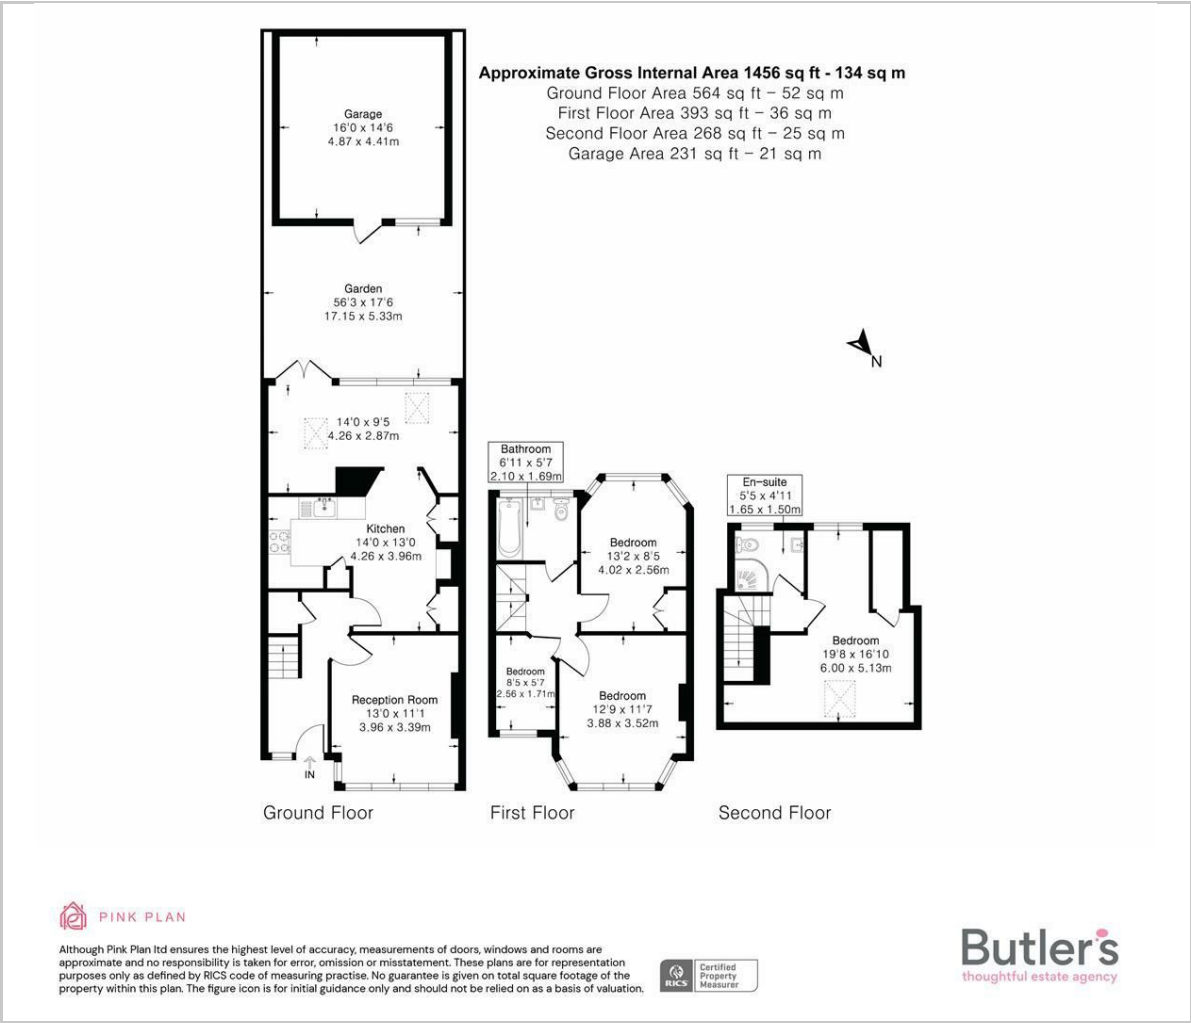 Approximate Gross Internal Area 1456 sq ft - 134 sq m
Ground Floor Area 564 sq ft – 52 sq m
First Floor Area 393 sq ft – 36 sq m
Second Floor Area 268 sq ft – 25 sq m
Garage Area 231 sq ft – 21 sq m
Garage
16'0 x 14'6
4.87 x 4.41m
Garden
56'3 x 17'6
17.15 x 5.33m
N
14'0 x 9'5
4.26 x 2.87m
Kitchen
14'0 x 13'0
4.26 x 3.96m
Reception Room
13'0 x 11'1
3.96 x 3.39m
IN
Ground Floor
Bathroom
6'11 x 5'7
2.10 x 1.69m
Bedroom
13'2 x 8'5
4.02 x 2.56m
Bedroom
8'5 x 5'7
2.56 x 1.71m
Bedroom
12'9 x 11'7
3.88 x 3.52m
First Floor
En-suite
5'5 x 4'11
1.65 x 1.50m
Bedroom
19'8 x 16'10
6.00 x 5.13m
Second Floor
PINK PLAN
Although Pink Plan ltd ensures the highest level of accuracy, measurements of doors, windows and rooms are
approximate and no responsibility is taken for error, omission or misstatement. These plans are for representation
purposes only as defined by RICS code of measuring practise. No guarantee is given on total square footage of the
property within this plan. The figure icon is for initial guidance only and should not be relied on as a basis of valuation.
RICS
Certified
Property
Measurer
Butler's
thoughtful estate agency